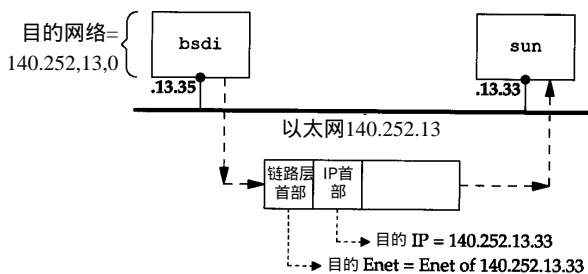 目的网络=
140.252,13,0
bsdi
sun
.13.35
.13.33
以太网140.252.13
链路层
首部
IP首
部
目的 IP = 140.252.13.33
目的 Enet = Enet of 140.252.13.33